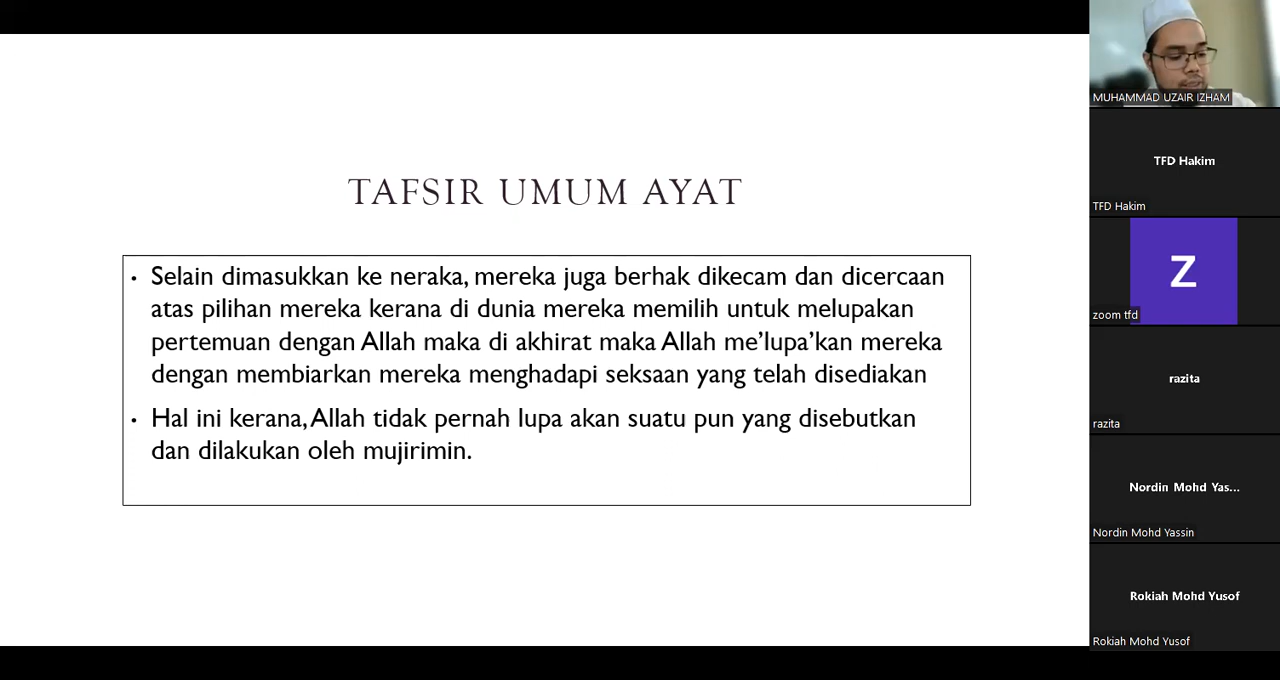 TAFSIR UMUM AYAT
• Selain dimasukkan ke neraka, mereka juga berhak dikecam dan dicercaan
atas pilihan mereka kerana di dunia mereka memilih untuk melupakan
pertemuan dengan Allah maka di akhirat maka Allah me’lupa’kan mereka
dengan membiarkan mereka menghadapi seksaan yang telah disediakan
• Hal ini kerana, Allah tidak pernah lupa akan suatu pun yang disebutkan
dan dilakukan oleh mujirimin.
MUHAMMAD UZAIR IZHAM
TFD Hakim
TFD Hakim
Z
zoom tfd
razita
razita
Nordin Mohd Yas...
Nordin Mohd Yassin
Rokiah Mohd Yusof
Rokiah Mohd Yusof